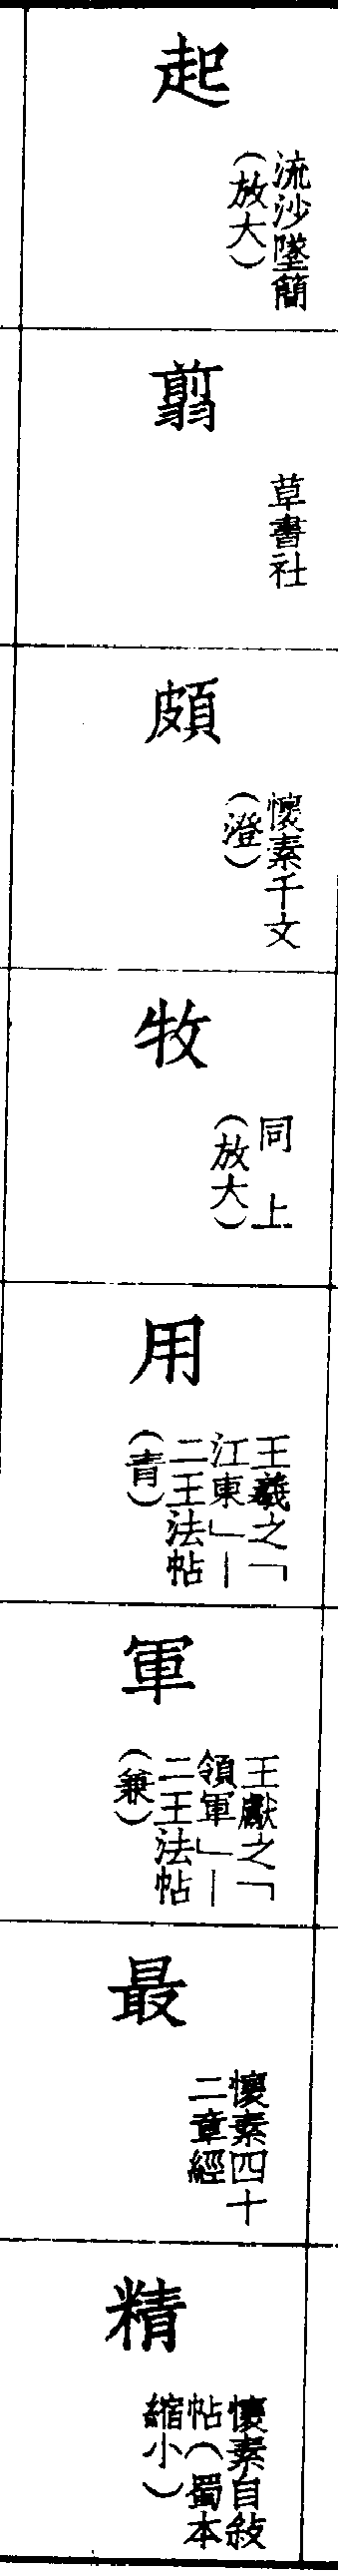 起
流沙墜簡
（放大）
翦
草書社
頗
懷素千文
（澄）
牧
同上
（放大）
用
王羲之「
江東」—
二王法帖
（青）
軍
王獻之「
領軍」—
二王法帖
（兼）
最
懷素四十
二章經
精
懷素自敍
帖（蜀本
縮小）